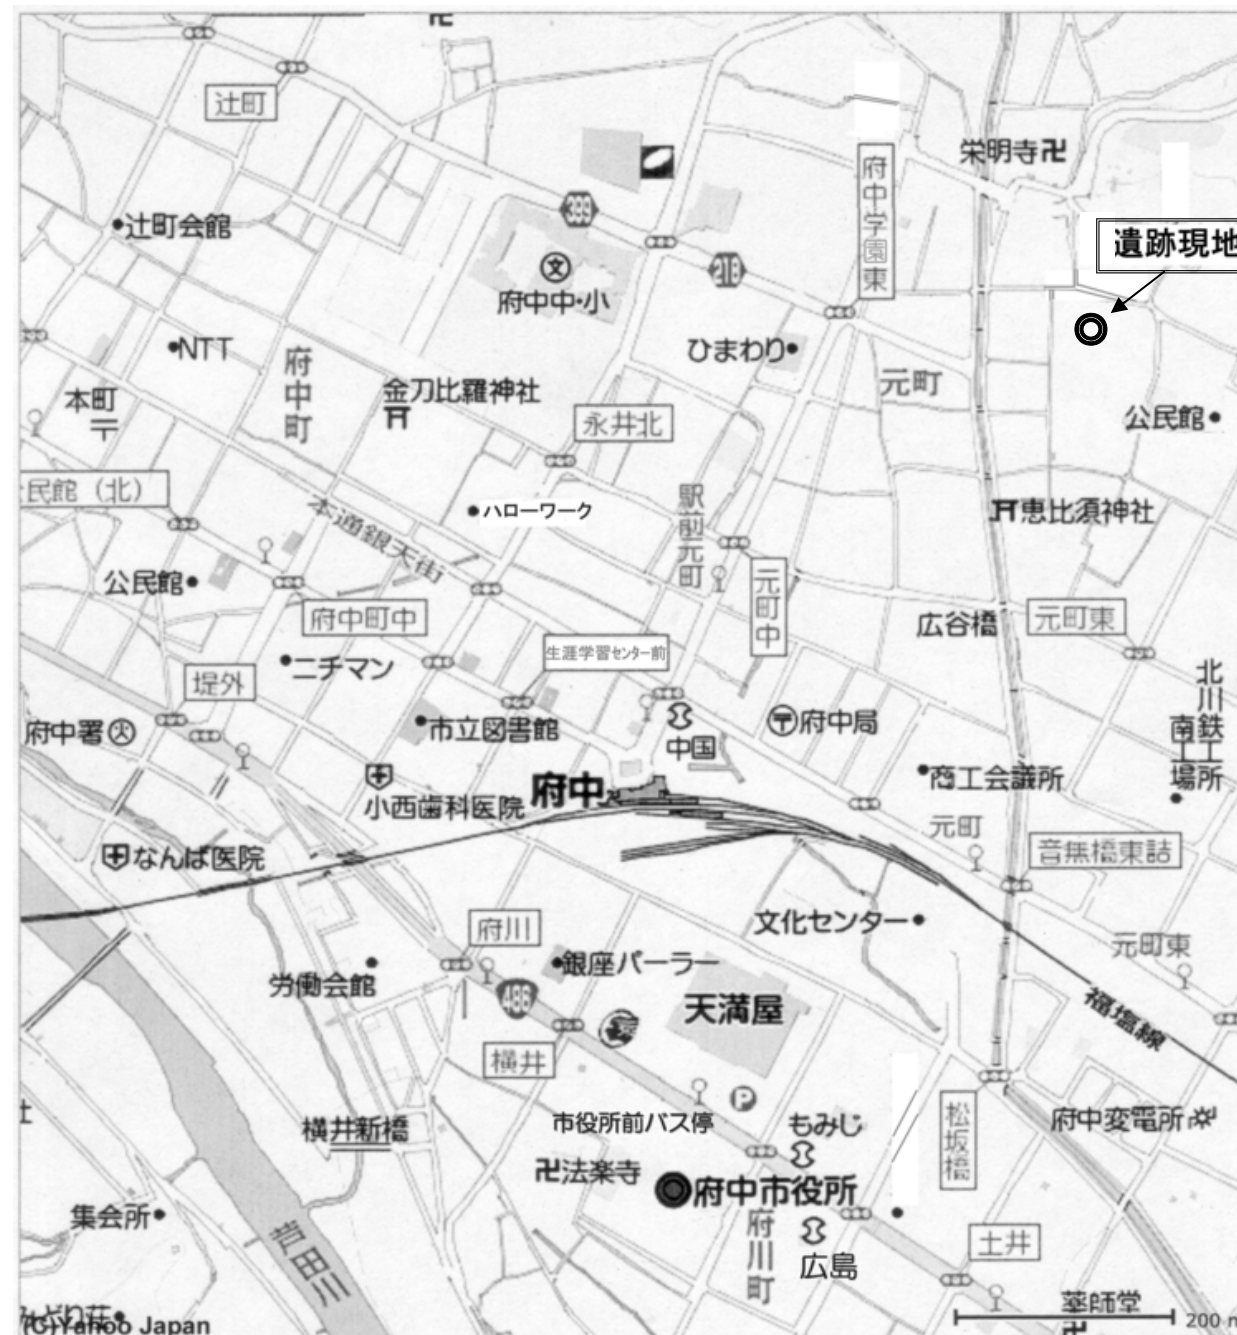 辻町
栄明寺
府中学園東
辻町会館
399
遺跡現地
府中中・小
NTT
府中町
ひまわり
元町
本町
金刀比羅神社
永井北
公民館
民館(北)
ハローワーク
本通銀天街
駅前元町
恵比須神社
公民館
府中町中
元町中
広谷橋
元町東
生涯学習センター前
ニチマン
堤外
北川鉄工
南工場所
府中署
市立図書館
中国
府中局
商工会議所
小西歯科医院
府中
元町
音無橋東詰
なんば医院
文化センター
府川
元町東
労働会館
銀座パーラー
486
天満屋
福塩線
横井
P
横井新橋
市役所前バス停
もみじ
松坂橋
府中変電所
法楽寺
府中市役所
集会所
府川町
土井
芦田川
広島
薬師堂
みどり荘
(C)Yahoo Japan
200 m